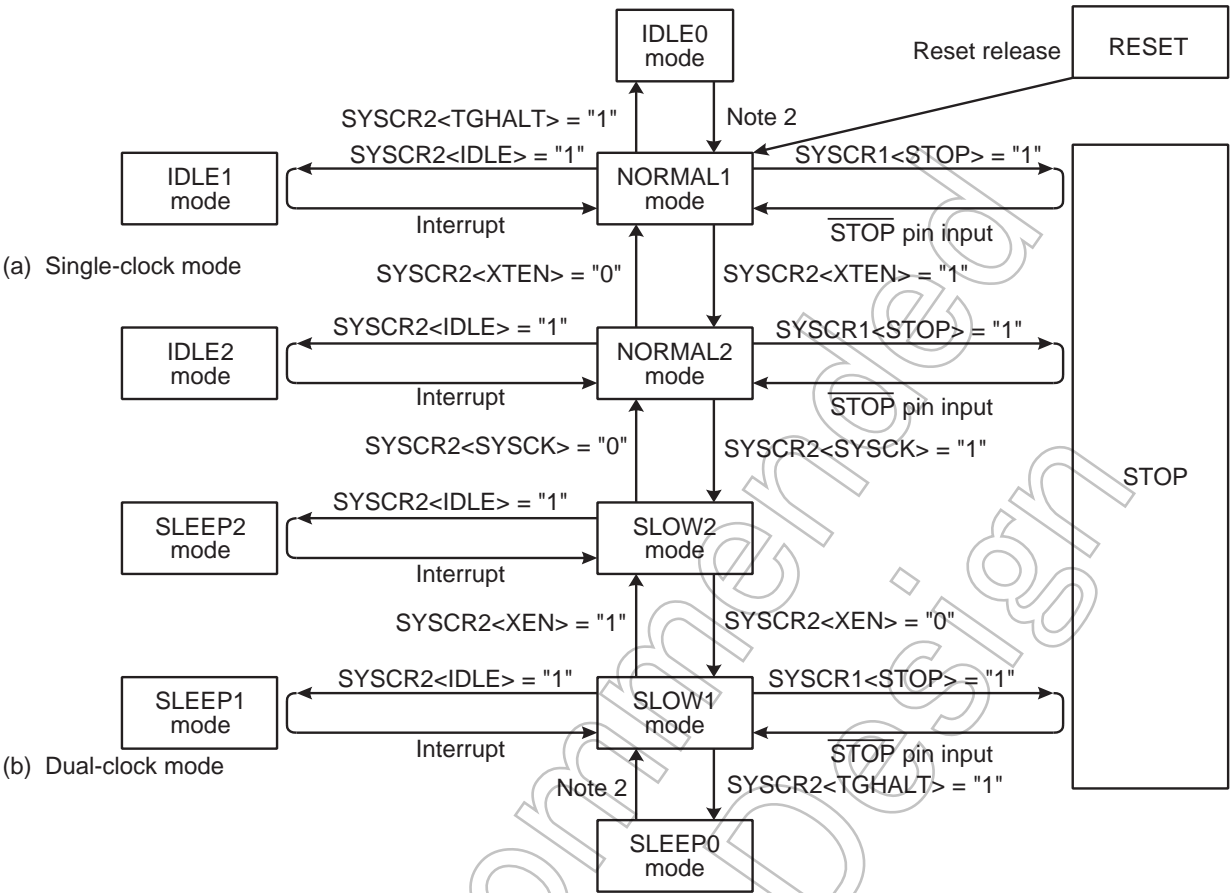 IDLE0
mode
Reset release
RESET
SYSCR2<TGHALT> = "1"
Note 2
IDLE1
mode
SYSCR2<IDLE> = "1"
Interrupt
NORMAL1
mode
SYSCR1<STOP> = "1"
STOP pin input
(a) Single-clock mode
SYSCR2<XTEN> = "0"
SYSCR2<XTEN> = "1"
IDLE2
mode
SYSCR2<IDLE> = "1"
Interrupt
NORMAL2
mode
SYSCR1<STOP> = "1"
STOP pin input
SYSCR2<SYSCK> = "0"
SYSCR2<SYSCK> = "1"
STOP
SLEEP2
mode
SYSCR2<IDLE> = "1"
Interrupt
SLOW2
mode
SYSCR2<XEN> = "1"
SYSCR2<XEN> = "0"
SLEEP1
mode
SYSCR2<IDLE> = "1"
Interrupt
SLOW1
mode
SYSCR1<STOP> = "1"
STOP pin input
(b) Dual-clock mode
Note 2
SYSCR2<TGHALT> = "1"
SLEEP0
mode
Design